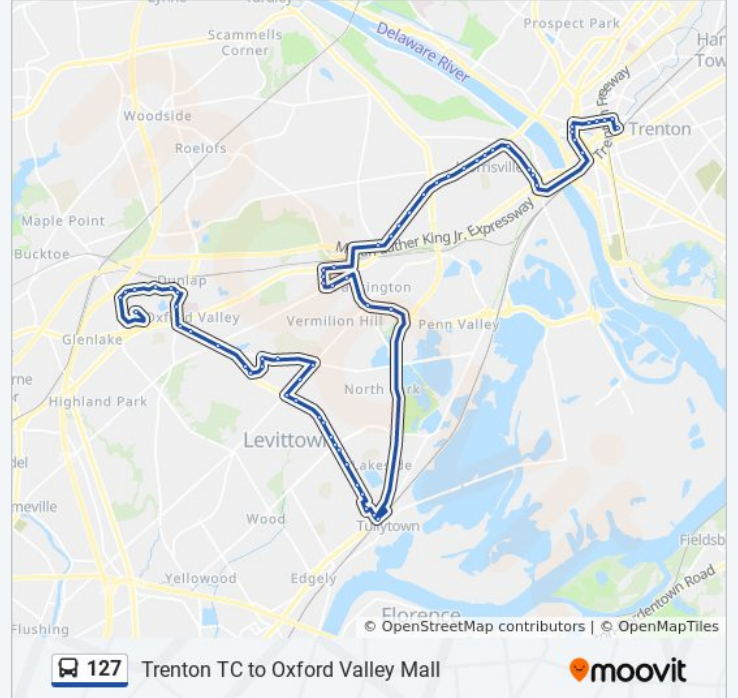 Prospect Park
Scammells
Corner
Delaware River
Woodside
Trenton
Roelofs
Maple Point
Bucktoe
Dunlap
Oxford Valley
Vermilion Hill
Penn Valley
Glenlake
North
Highland Park
Levittown
Lakeside
Wood
Tullytown
Yellowood
Edgely
Florence
Flushing
© OpenStreetMap contributors | © OpenMapTiles
127 Trenton TC to Oxford Valley Mall
moovit